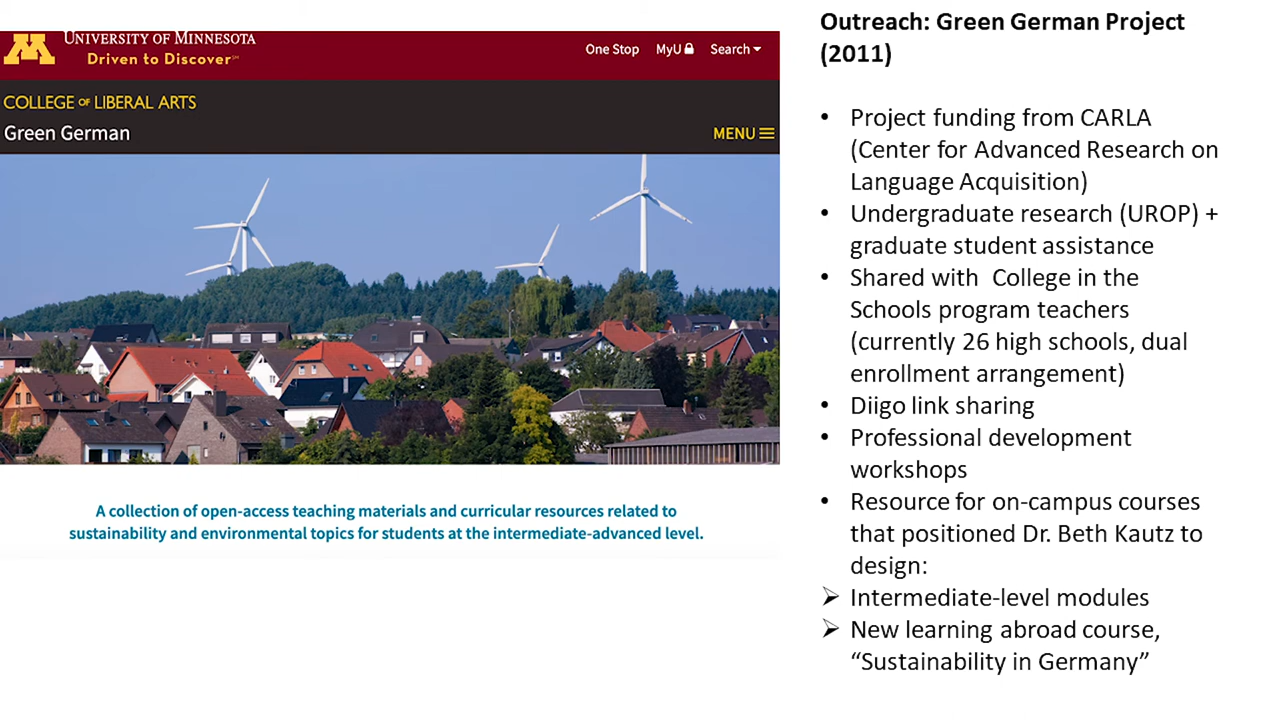 UNIVERSITY OF MINNESOTA
Driven to Discover℠
One Stop MyU Search
COLLEGE OF LIBERAL ARTS
Green German
MENU
A collection of open-access teaching materials and curricular resources related to
sustainability and environmental topics for students at the intermediate-advanced level.
Outreach: Green German Project
(2011)
• Project funding from CARLA
(Center for Advanced Research on
Language Acquisition)
• Undergraduate research (UROP) +
graduate student assistance
• Shared with College in the
Schools program teachers
(currently 26 high schools, dual
enrollment arrangement)
• Diigo link sharing
• Professional development
workshops
• Resource for on-campus courses
that positioned Dr. Beth Kautz to
design:
➢ Intermediate-level modules
➢ New learning abroad course,
“Sustainability in Germany”